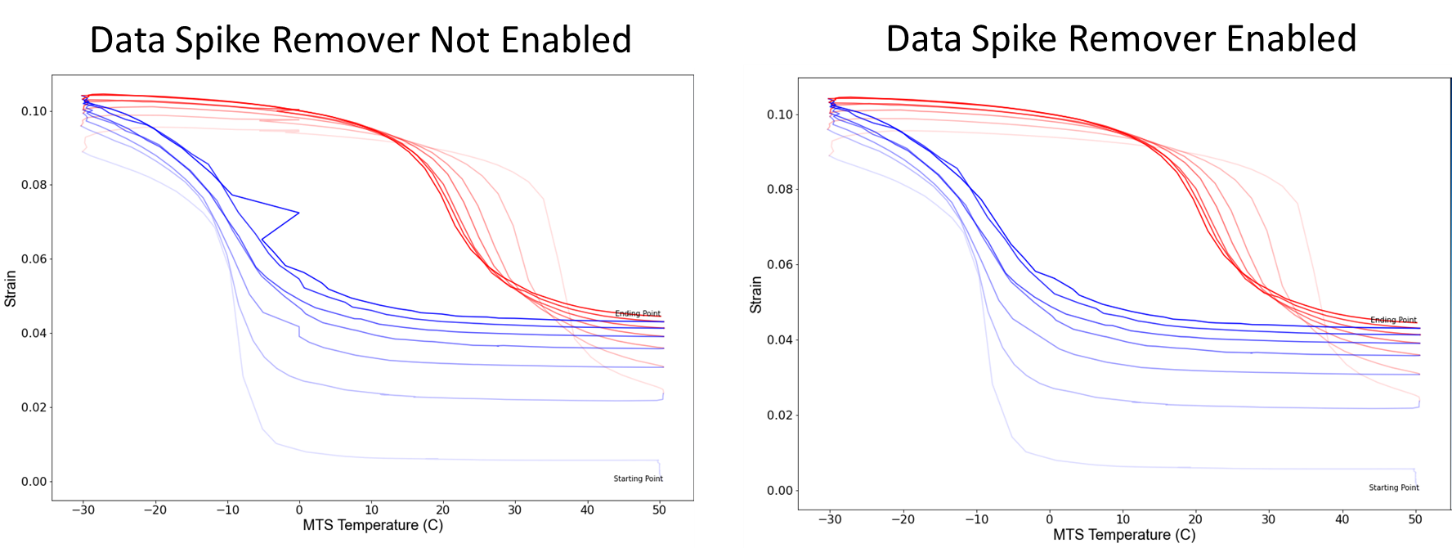 Data Spike Remover Not Enabled
Data Spike Remover Enabled
0.10
0.08
0.06
0.04
0.02
0.00
Strain
Ending Point
Starting Point
−30 −20 −10 0 10 20 30 40 50
MTS Temperature (C)
0.10
0.08
0.06
0.04
0.02
0.00
Strain
Ending Point
Starting Point
−30 −20 −10 0 10 20 30 40 50
MTS Temperature (C)